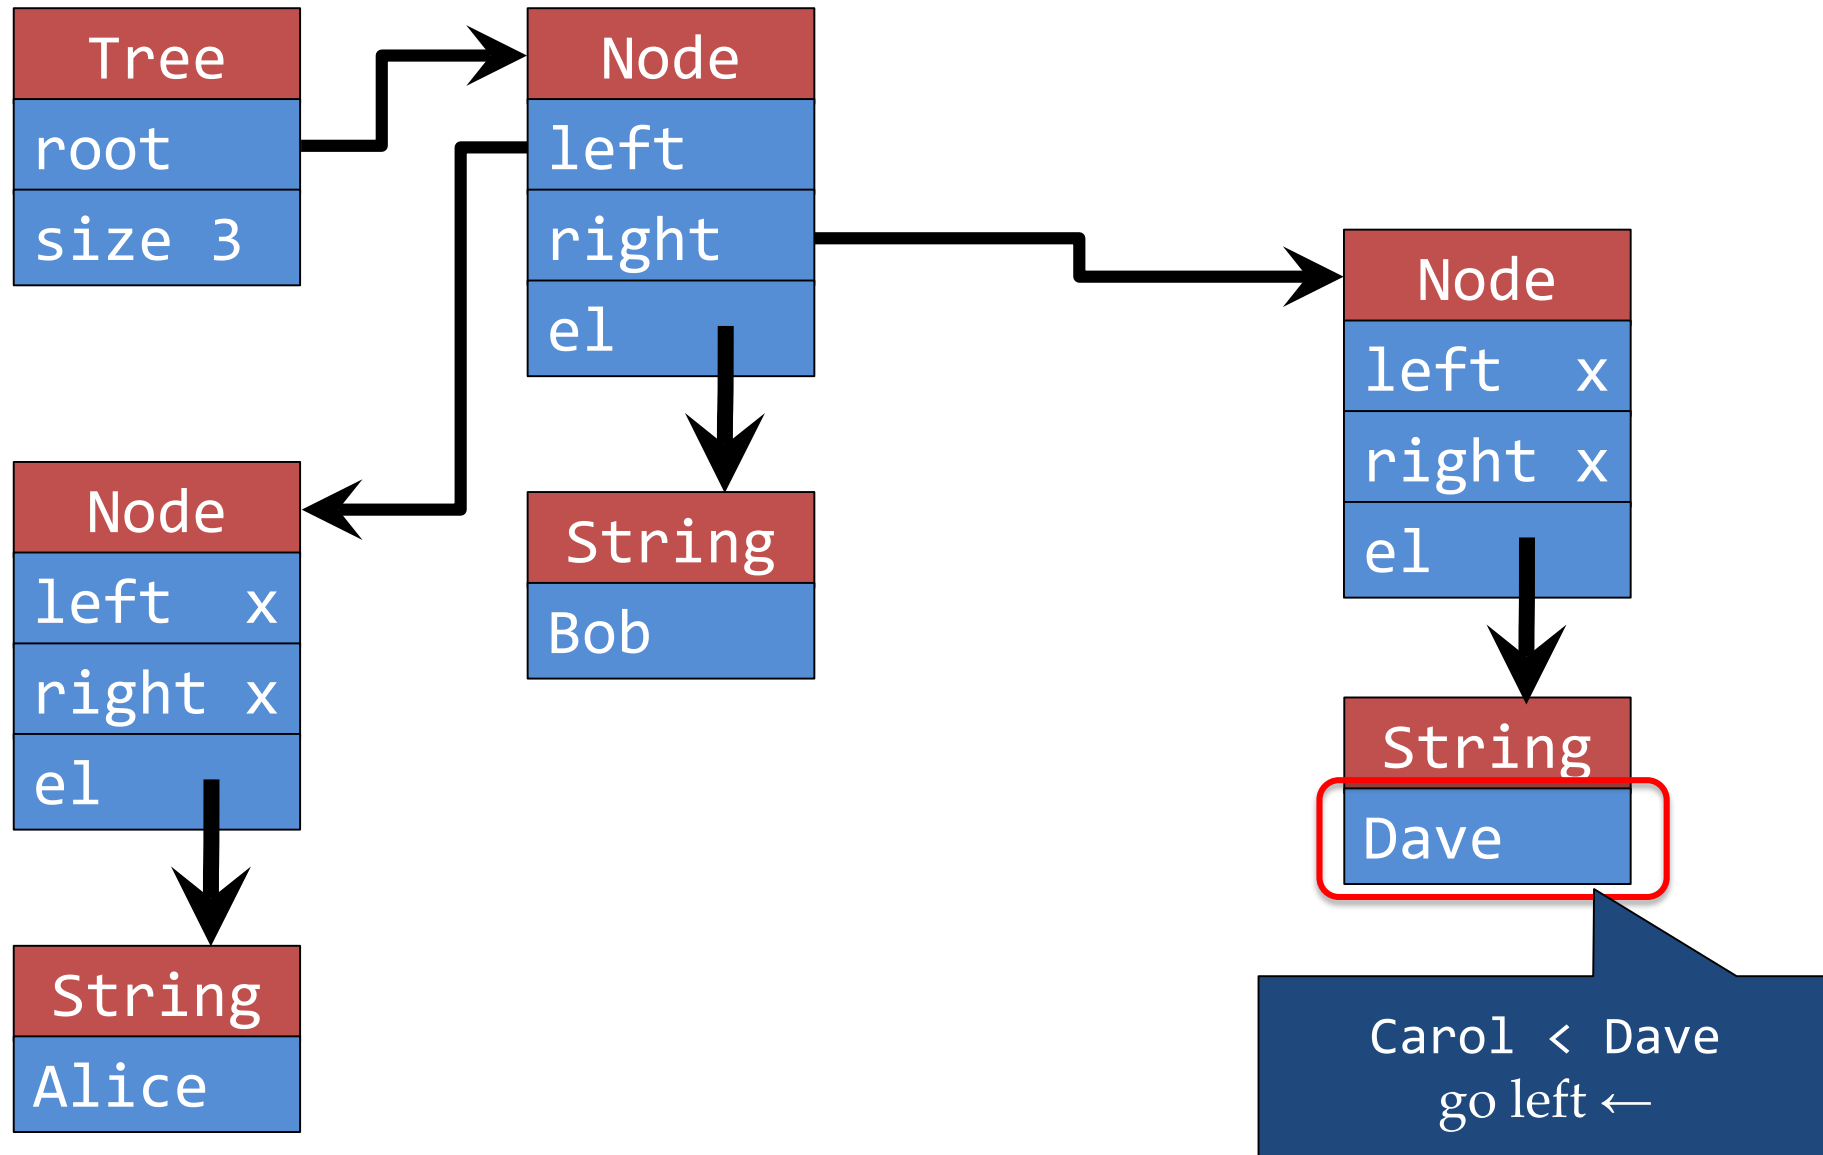 Tree
root
size 3
Node
left
right
el
Node
left x
right x
el
String
Alice
String
Bob
Node
left x
right x
el
String
Dave
Carol < Dave
go left ←